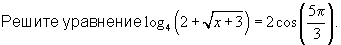 Решите уравнение log₄(2 + √(x + 3)) = 2cos(5π/3).